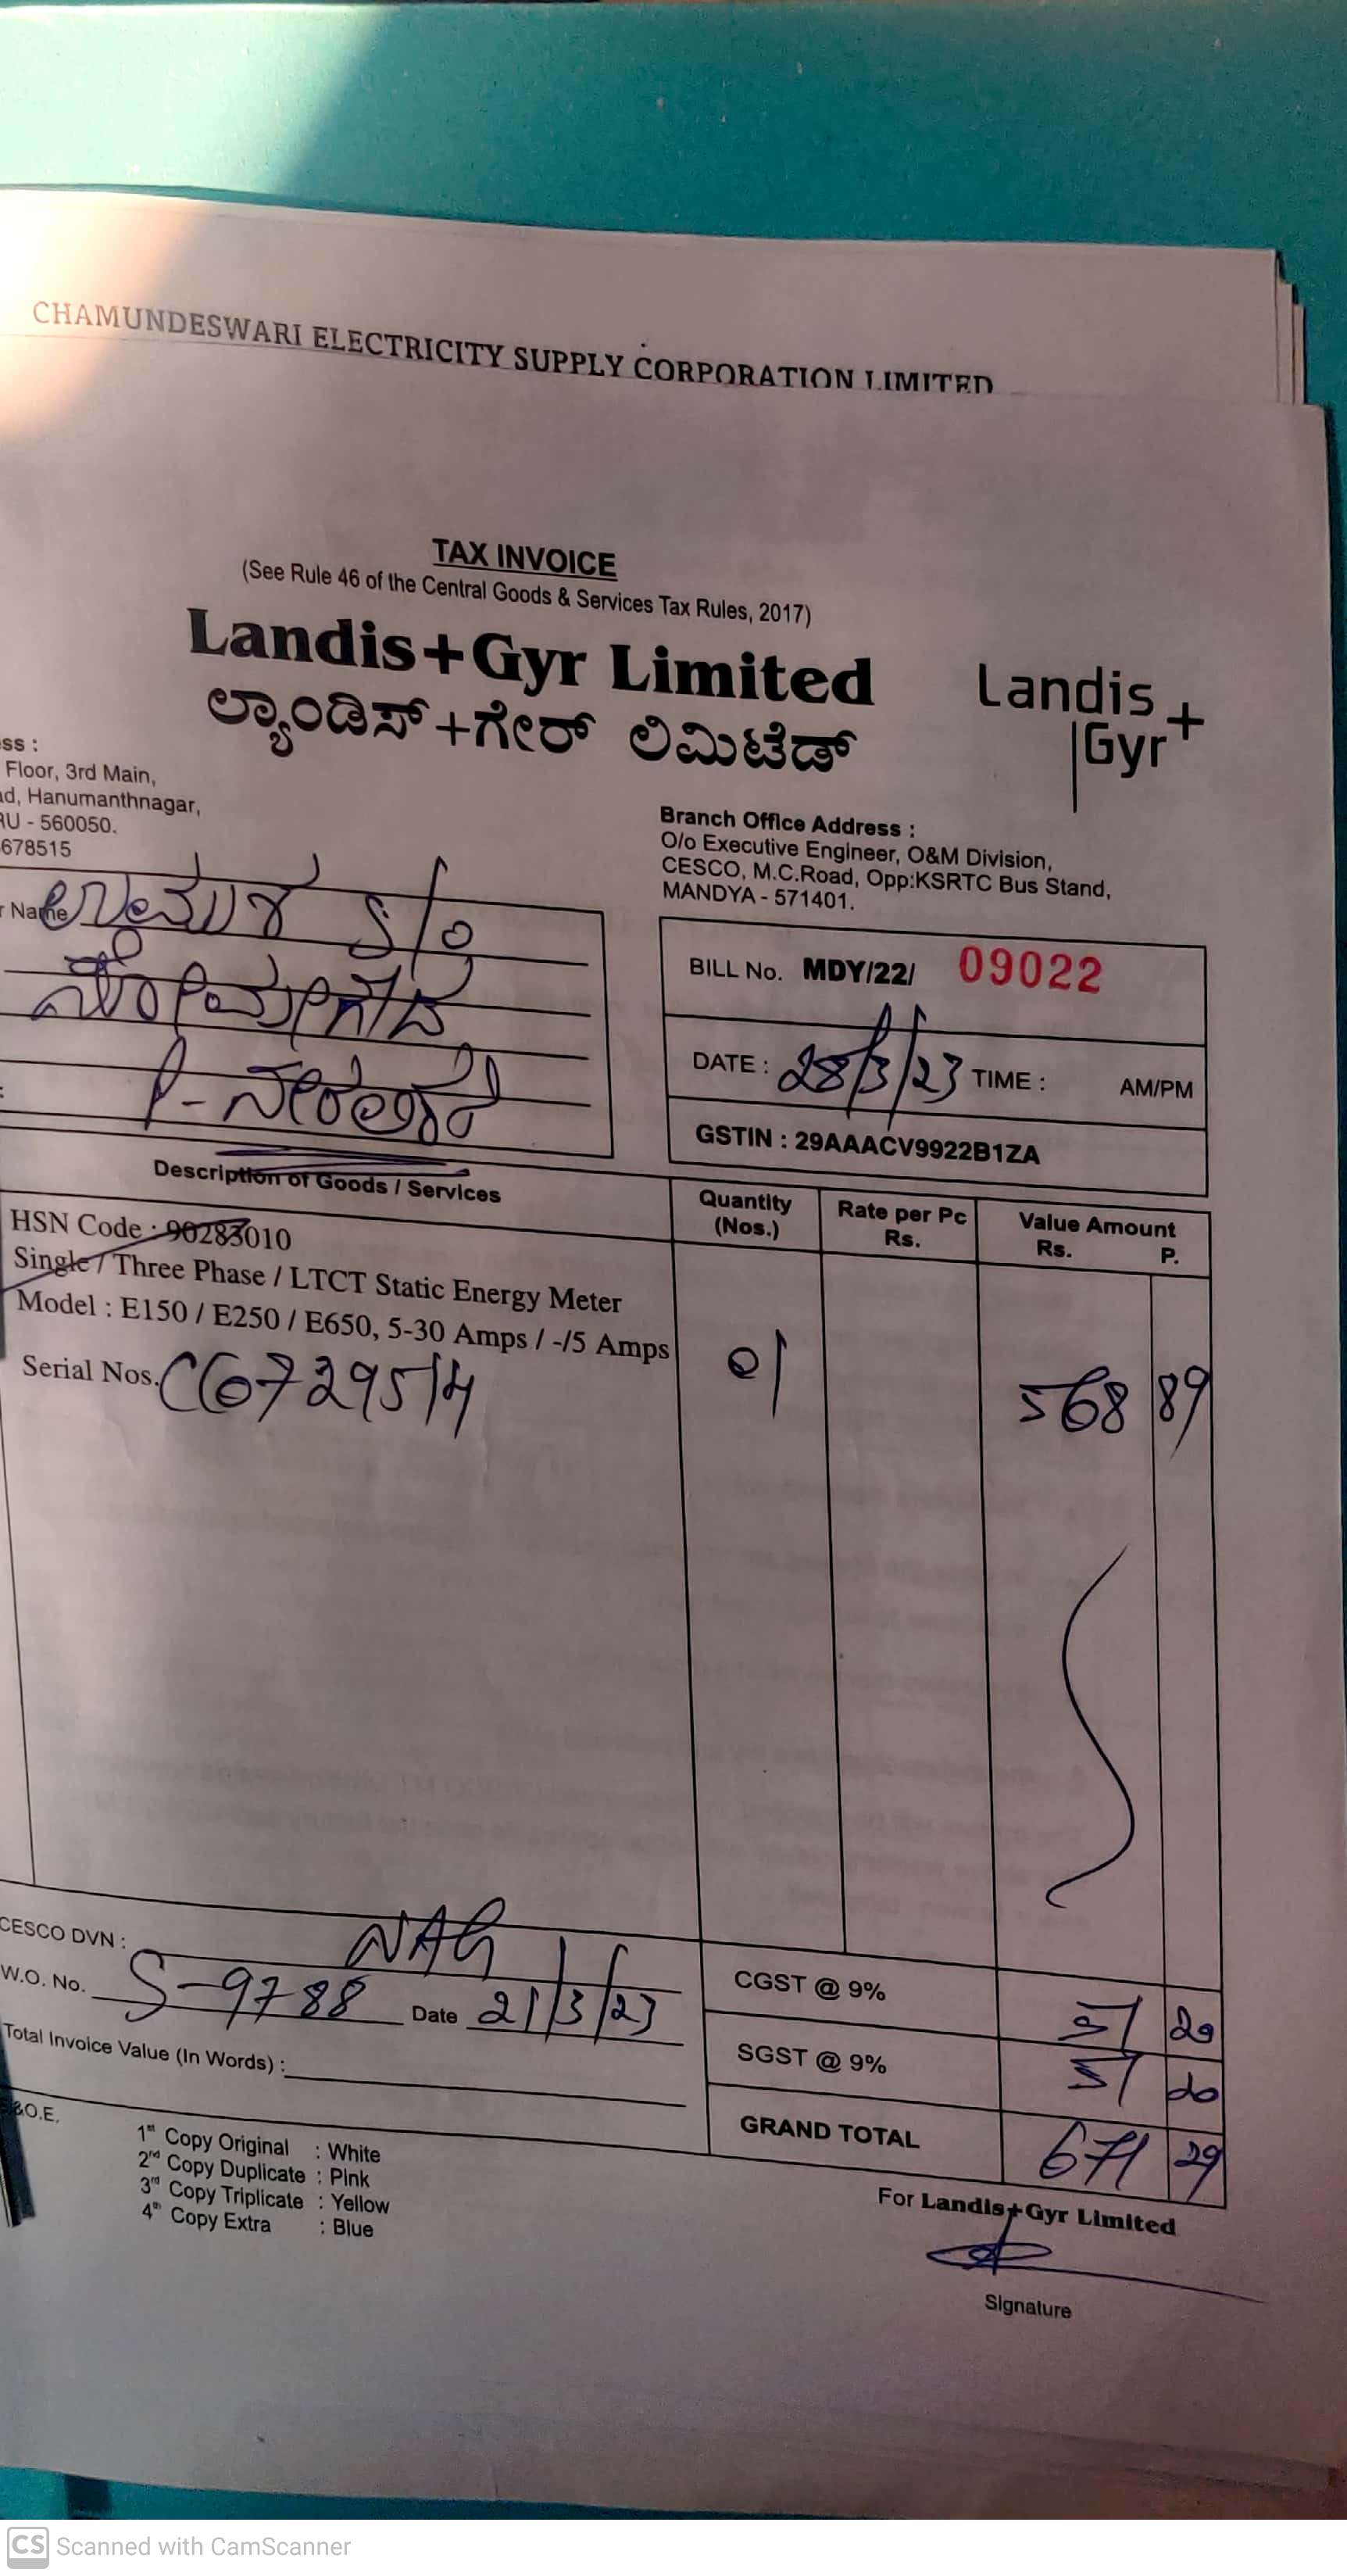 CHAMUNDESWARI ELECTRICITY SUPPLY CORPORATION LIMITED
TAX INVOICE
(See Rule 46 of the Central Goods & Services Tax Rules, 2017)
Landis+Gyr Limited
ಲ್ಯಾಂಡಿಸ್+ಗೇರ್ ಲಿಮಿಟೆಡ್
Landis+
Gyr
ss :
Floor, 3rd Main,
ad, Hanumanthnagar,
RU - 560050.
678515
Branch Office Address :
O/o Executive Engineer, O&M Division,
CESCO, M.C.Road, Opp:KSRTC Bus Stand,
MANDYA - 571401.
r Name S/o
BILL No. MDY/22/ 09022
DATE : 28/3/23 TIME : AM/PM
GSTIN : 29AAACV9922B1ZA
Description of Goods / Services
Quantity (Nos.)
Rate per Pc Rs.
Value Amount
Rs. P.
HSN Code : 90283010
Single / Three Phase / LTCT Static Energy Meter
Model : E150 / E250 / E650, 5-30 Amps / -/5 Amps
Serial Nos. C6729514 01 568 89
CESCO DVN : NAG
W.O. No. S-9788 Date 21/3/23
Total Invoice Value (In Words) :
CGST @ 9% 51 20
SGST @ 9% 51 20
GRAND TOTAL 671 29
&O.E.
1st Copy Original : White
2nd Copy Duplicate : Pink
3rd Copy Triplicate : Yellow
4th Copy Extra : Blue
For Landis+Gyr Limited
Signature
CS Scanned with CamScanner